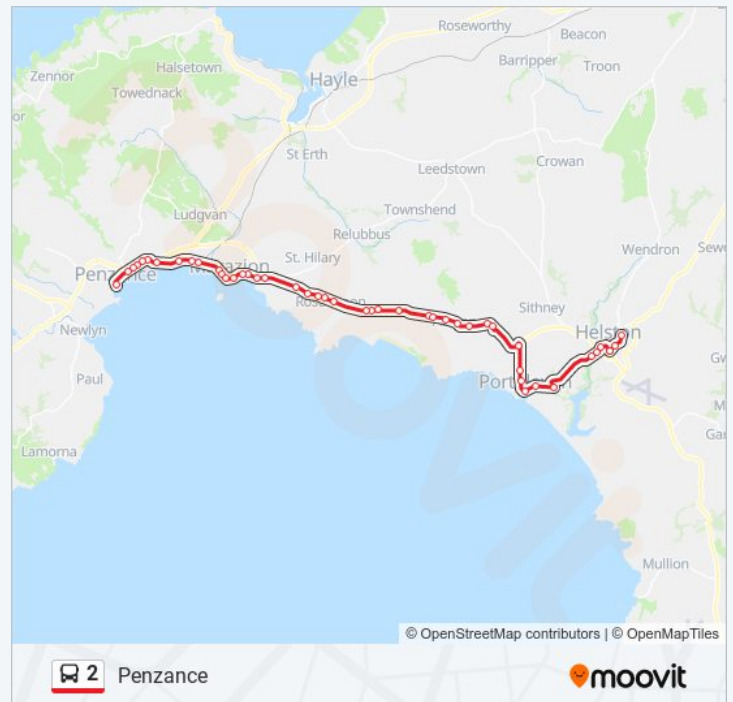 Roseworthy
Beacon
Zennor
Halsetown
Hayle
Barripper
Troon
Towednack
St Erth
Leedstown
Crowan
Ludgvan
Townshend
Relubbus
Wendron
St. Hilary
Penzance
Sithney
Helston
Newlyn
Paul
Lamorna
Mullion
© OpenStreetMap contributors | © OpenMapTiles
2 Penzance
moovit